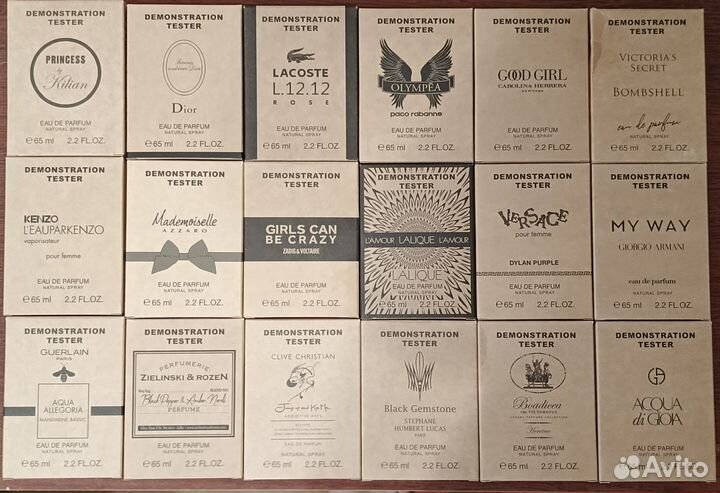 DEMONSTRATION
TESTER
PRINCESS
by
Kilian
EAU DE PARFUM
NATURAL SPRAY
℮65 ml 2.2 FL.OZ.
DEMONSTRATION
TESTER
Dior
EAU DE PARFUM
NATURAL SPRAY
℮65 ml 2.2 FL.OZ.
DEMONSTRATION
TESTER
LACOSTE
L.12.12
ROSE
EAU DE PARFUM
NATURAL SPRAY
℮65 ml 2.2 FL.OZ.
DEMONSTRATION
TESTER
OLYMPÉA
paco rabanne
EAU DE PARFUM
NATURAL SPRAY
℮65 ml 2.2 FL.OZ.
DEMONSTRATION
TESTER
GOOD GIRL
CAROLINA HERRERA
NEW YORK
EAU DE PARFUM
NATURAL SPRAY
℮65 ml 2.2 FL.OZ.
DEMONSTRATION
TESTER
VICTORIA'S
SECRET
BOMBSHELL
eau de parfum
NATURAL SPRAY
℮65 ml 2.2 FL.OZ.
DEMONSTRATION
TESTER
KENZO
L'EAUPARKENZO
vaporisateur
pour femme
EAU DE PARFUM
NATURAL SPRAY
℮65 ml 2.2 FL.OZ.
DEMONSTRATION
TESTER
Mademoiselle
AZZARO
EAU DE PARFUM
NATURAL SPRAY
℮65 ml 2.2 FL.OZ.
DEMONSTRATION
TESTER
GIRLS CAN
BE CRAZY
ZADIG & VOLTAIRE
EAU DE PARFUM
NATURAL SPRAY
℮65 ml 2.2 FL.OZ.
DEMONSTRATION
TESTER
L'AMOUR LALIQUE L'AMOUR
LALIQUE
EAU DE PARFUM
NATURAL SPRAY
℮65 ml 2.2 FL.OZ.
DEMONSTRATION
TESTER
VERSACE
pour femme
DYLAN PURPLE
EAU DE PARFUM
NATURAL SPRAY
℮65 ml 2.2 FL.OZ.
DEMONSTRATION
TESTER
MY WAY
GIORGIO ARMANI
eau de parfum
NATURAL SPRAY
℮65 ml 2.2 FL.OZ.
DEMONSTRATION
TESTER
GUERLAIN
PARIS
AQUA
ALLEGORIA
MANDARINE BASILIC
EAU DE PARFUM
NATURAL SPRAY
℮65 ml 2.2 FL.OZ.
DEMONSTRATION
TESTER
PERFUMERIE
ZIELINSKI & ROZEN
Black Pepper & Amber Neroli
PERFUME
EAU DE PARFUM
NATURAL SPRAY
℮65 ml 2.2 FL.OZ.
DEMONSTRATION
TESTER
CLIVE CHRISTIAN
Jump up and Kiss Me
EAU DE PARFUM
NATURAL SPRAY
℮65 ml 2.2 FL.OZ.
DEMONSTRATION
TESTER
Black Gemstone
STEPHANE
HUMBERT LUCAS
PARIS
EAU DE PARFUM
NATURAL SPRAY
℮65 ml 2.2 FL.OZ.
DEMONSTRATION
TESTER
Boadicea
THE VICTORIOUS
Heroine
EAU DE PARFUM
NATURAL SPRAY
℮65 ml 2.2 FL.OZ.
DEMONSTRATION
TESTER
GA
ACQUA
di GIOIA
EAU DE PARFUM
NATURAL SPRAY
℮65 ml 2.2 FL.OZ.
Avito